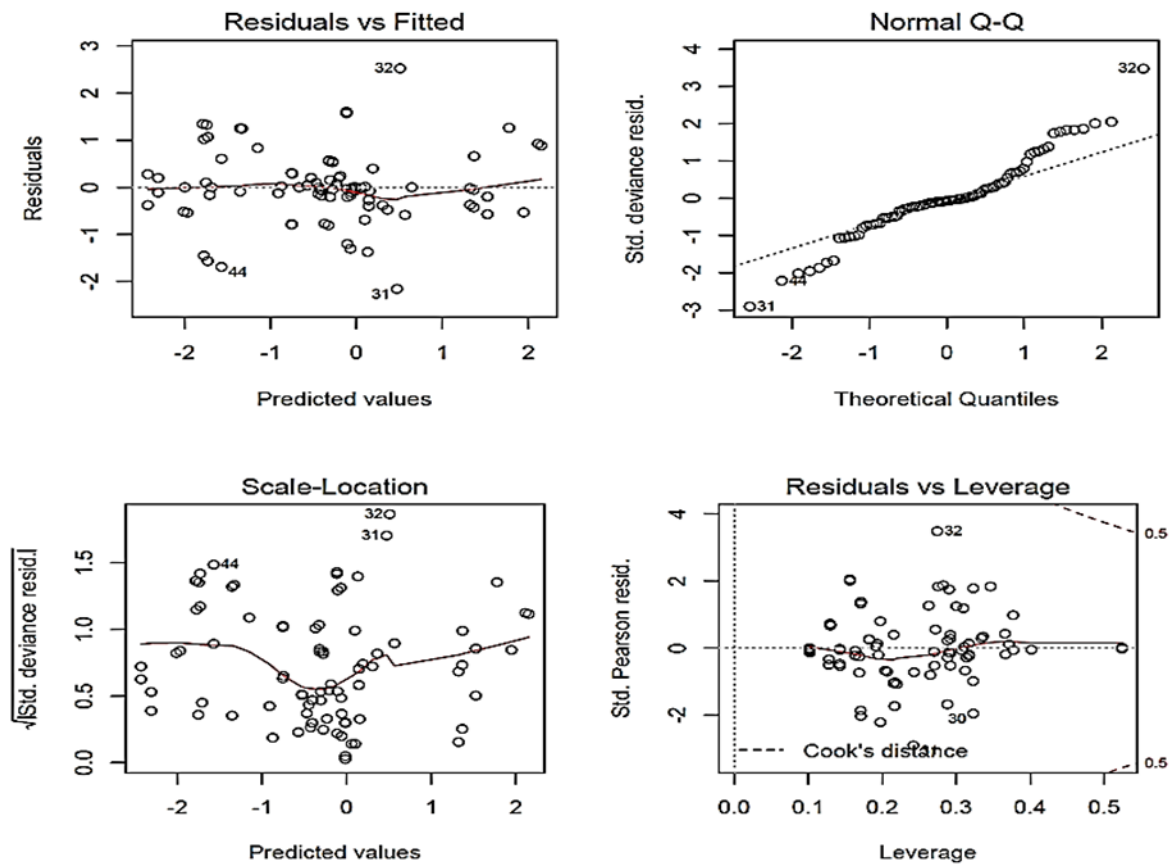 Residuals vs Fitted
Residuals
3
2
1
0
-1
-2
32
44
31
-2 -1 0 1 2
Predicted values
Normal Q-Q
Std. deviance resid.
4
3
2
1
0
-1
-2
-3
32
44
31
-2 -1 0 1 2
Theoretical Quantiles
Scale-Location
√|Std. deviance resid.|
1.5
1.0
0.5
0.0
32
31
44
-2 -1 0 1 2
Predicted values
Residuals vs Leverage
Std. Pearson resid.
4
2
0
-2
32
0.5
30
Cook's distance
0.5
0.0 0.1 0.2 0.3 0.4 0.5
Leverage